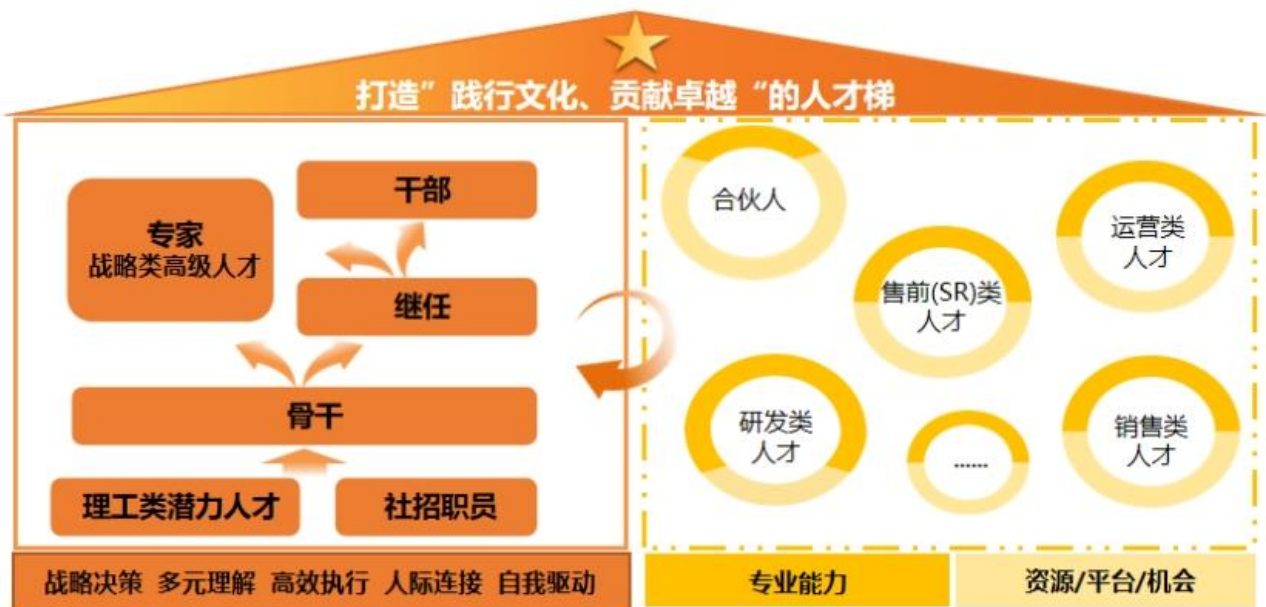 打造”践行文化、贡献卓越“的人才梯
干部
专家
战略类高级人才
继任
骨干
理工类潜力人才
社招职员
战略决策 多元理解 高效执行 人际连接 自我驱动
合伙人
运营类
人才
售前(SR)类
人才
研发类
人才
......
销售类
人才
专业能力
资源/平台/机会